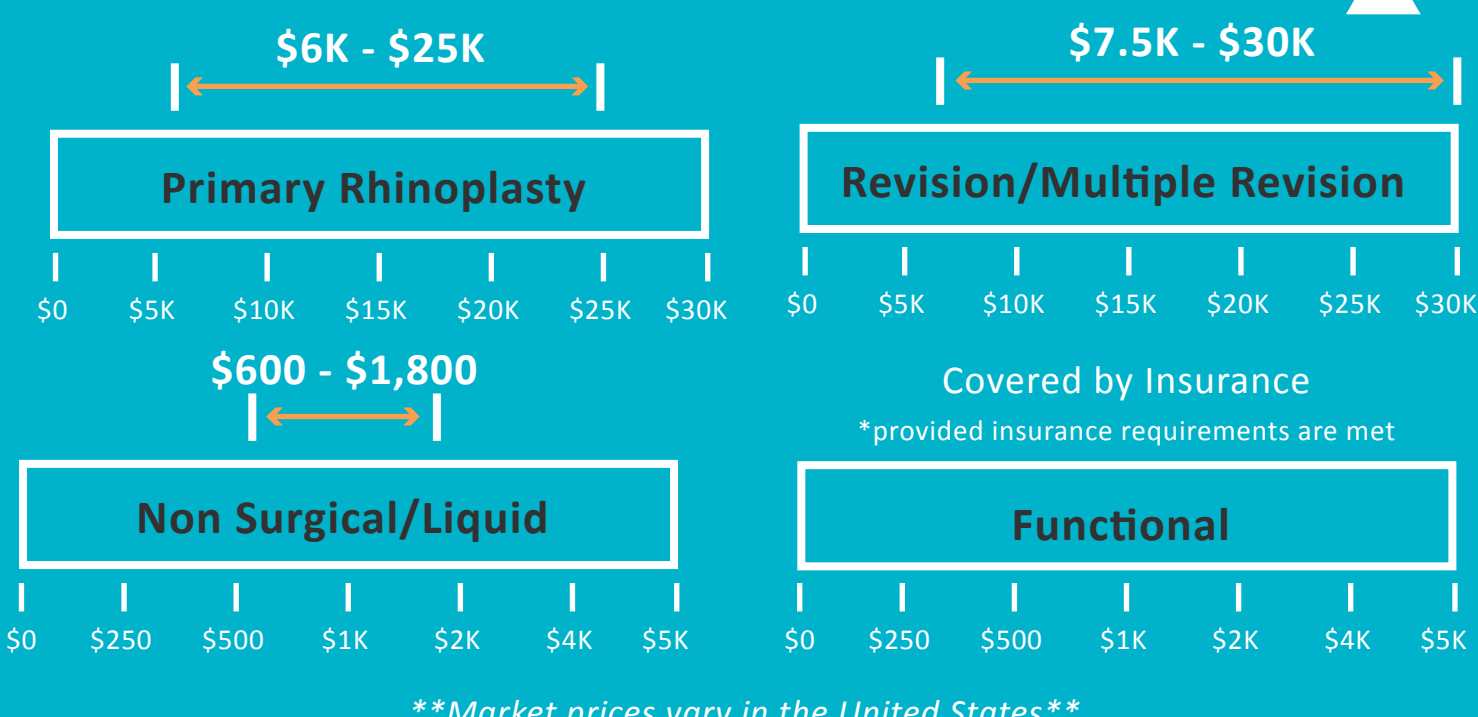 $6K - $25K
Primary Rhinoplasty
$0 $5K $10K $15K $20K $25K $30K
$7.5K - $30K
Revision/Multiple Revision
$0 $5K $10K $15K $20K $25K $30K
$600 - $1,800
Non Surgical/Liquid
$0 $250 $500 $1K $2K $4K $5K
Covered by Insurance
*provided insurance requirements are met
Functional
$0 $250 $500 $1K $2K $4K $5K
**Market prices vary in the United States**